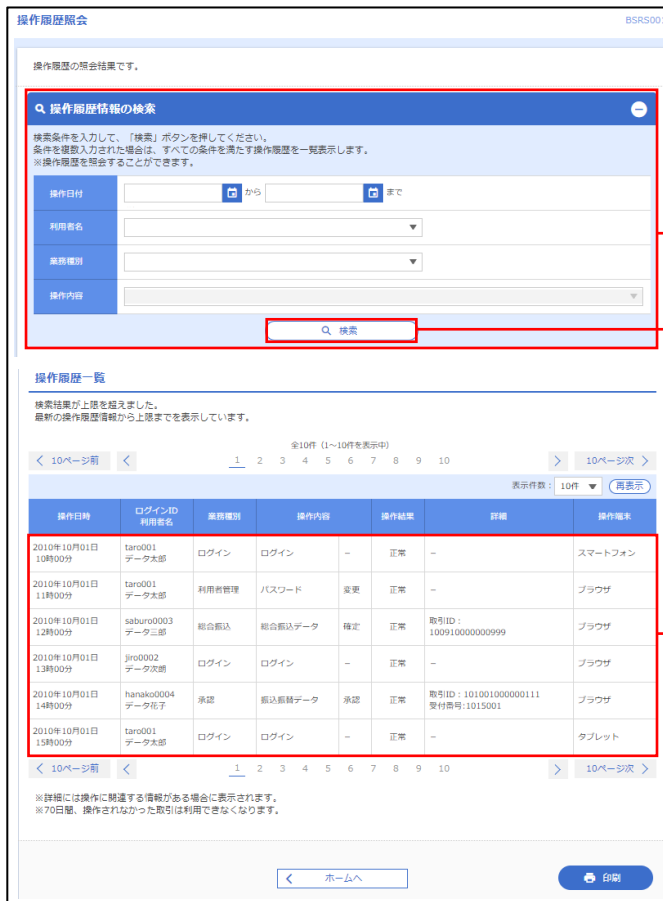 操作履歴照会
BSRS001
操作履歴の照会結果です。
操作履歴情報の検索
検索条件を入力して、「検索」ボタンを押してください。
条件を複数入力された場合は、すべての条件を満たす操作履歴を一覧表示します。
※操作履歴を照会することができます。
操作日付 から まで
利用者名
業務種別
操作内容
検索
操作履歴一覧
検索結果が上限を超えました。
最新の操作履歴情報から上限までを表示しています。
全10件（1～10件を表示中）
10ページ前 1 2 3 4 5 6 7 8 9 10 10ページ次
表示件数： 10件 再表示
操作日時 ログインID 利用者名 業務種別 操作内容 操作結果 詳細 操作端末
2010年10月01日 10時00分 taro001 データ太郎 ログイン ログイン － 正常 － スマートフォン
2010年10月01日 11時00分 taro001 データ太郎 利用者管理 パスワード 変更 正常 － ブラウザ
2010年10月01日 12時00分 saburo0003 データ三郎 総合振込 総合振込データ 確定 正常 取引ID： 100910000000999 ブラウザ
2010年10月01日 13時00分 jiro0002 データ次朗 ログイン ログイン － 正常 － ブラウザ
2010年10月01日 14時00分 hanako0004 データ花子 承認 振込振替データ 承認 正常 取引ID：101001000000111 受付番号:1015001 ブラウザ
2010年10月01日 15時00分 taro001 データ太郎 ログイン ログイン － 正常 － タブレット
10ページ前 1 2 3 4 5 6 7 8 9 10 10ページ次
※詳細には操作に関連する情報がある場合に表示されます。
※70日間、操作されなかった取引は利用できなくなります。
ホームへ
印刷